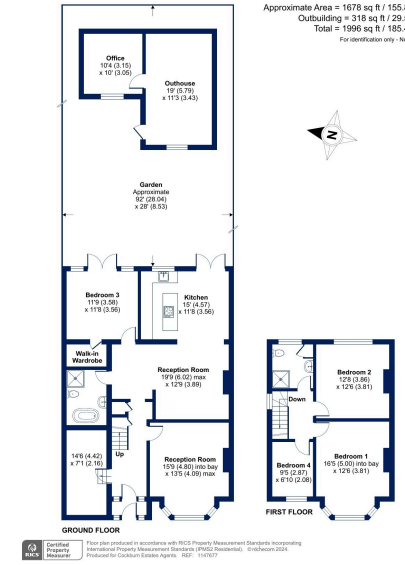 Approximate Area = 1678 sq ft / 155.
Outbuilding = 318 sq ft / 29.
Total = 1996 sq ft / 185.
For identification only - N
Office
10'4 (3.15)
x 10' (3.05)
Outhouse
19' (5.79)
x 11'3 (3.43)
N
Garden
Approximate
92' (28.04)
x 28' (8.53)
Bedroom 3
11'9 (3.58)
x 11'8 (3.56)
Kitchen
15' (4.57)
x 11'8 (3.56)
Walk-in
Wardrobe
Reception Room
19'9 (6.02) max
x 12'9 (3.89)
Up
14'6 (4.42)
x 7'1 (2.16)
Reception Room
15'9 (4.80) into bay
x 13'5 (4.09) max
GROUND FLOOR
Bedroom 2
12'8 (3.86)
x 12'6 (3.81)
Down
Bedroom 4
9'5 (2.87)
x 6'10 (2.08)
Bedroom 1
16'5 (5.00) into bay
x 12'6 (3.81)
FIRST FLOOR
RICS
Certified
Property
Measurer
Floor plan produced in accordance with RICS Property Measurement Standards incorporating
International Property Measurement Standards (IPMS2 Residential). ©ntchecom 2024.
Produced for Cockburn Estates Agents. REF: 1147677